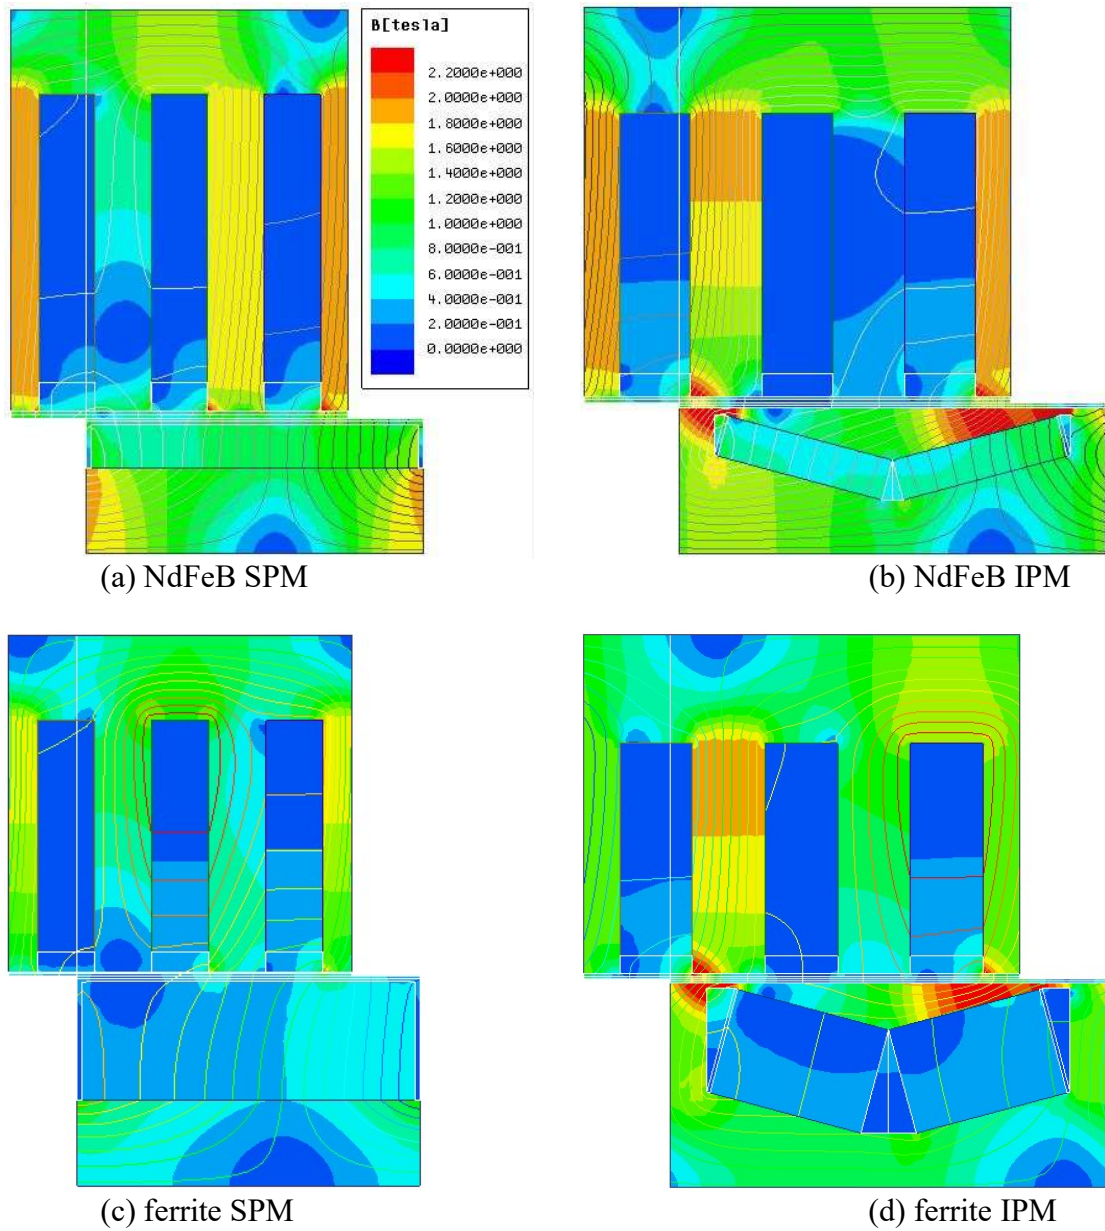 B[tesla]
2.2000e+000
2.0000e+000
1.8000e+000
1.6000e+000
1.4000e+000
1.2000e+000
1.0000e+000
8.0000e-001
6.0000e-001
4.0000e-001
2.0000e-001
0.0000e+000
(a) NdFeB SPM
(b) NdFeB IPM
(c) ferrite SPM
(d) ferrite IPM